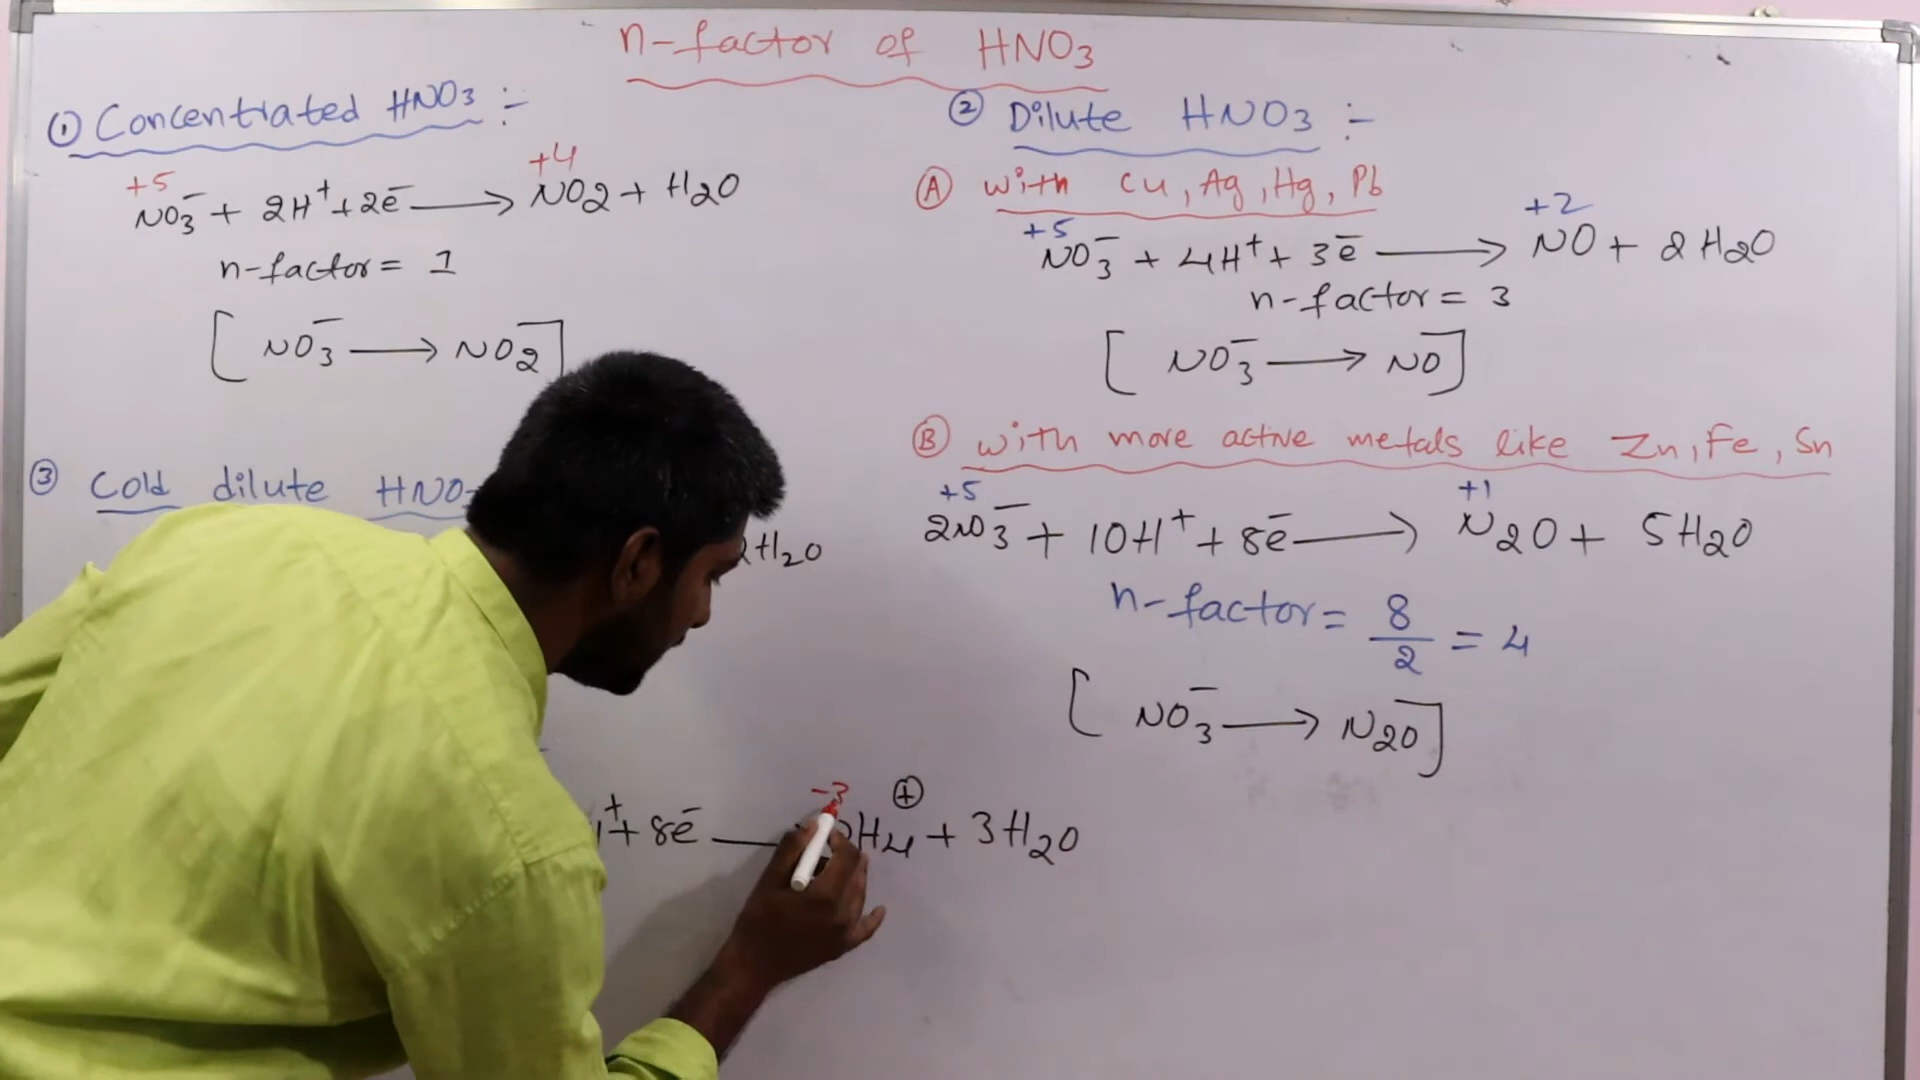 n-factor of HNO3
① Concentrated HNO3 :-
+5 +4
NO3⁻ + 2H⁺ + 2e⁻ ⟶ NO2 + H2O
n-factor = 1
[ NO3⁻ ⟶ NO2 ]
② Dilute HNO3 :-
Ⓐ with Cu, Ag, Hg, Pb
+5 +2
NO3⁻ + 4H⁺ + 3e⁻ ⟶ NO + 2H2O
n-factor = 3
[ NO3⁻ ⟶ NO ]
Ⓑ with more active metals like Zn, Fe, Sn
+5 +1
2NO3⁻ + 10H⁺ + 8e⁻ ⟶ N2O + 5H2O
n-factor = 8/2 = 4
[ NO3⁻ ⟶ N2O ]
③ Cold dilute HNO
H2O
-3 ⊕
⁺ + 8e⁻ H4 + 3H2O